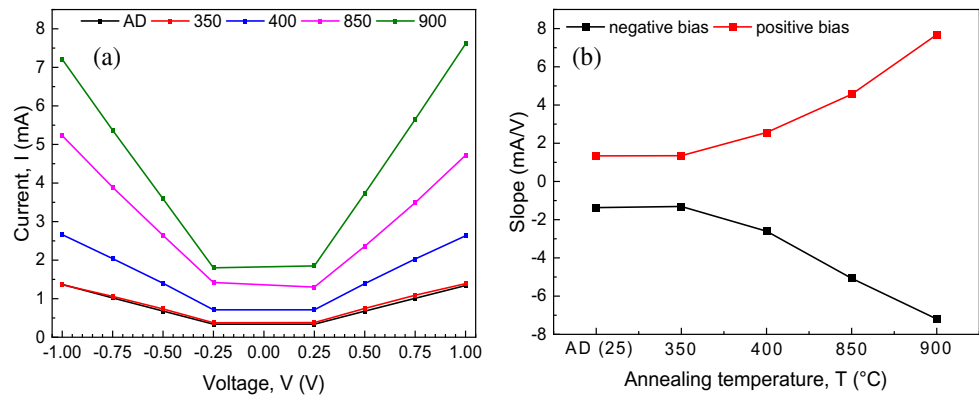 AD 350 400 850 900
(a)
8
7
6
5
4
3
2
1
0
Current, I (mA)
-1.00 -0.75 -0.50 -0.25 0.00 0.25 0.50 0.75 1.00
Voltage, V (V)
negative bias positive bias
(b)
8
6
4
2
0
-2
-4
-6
-8
Slope (mA/V)
AD (25) 350 400 850 900
Annealing temperature, T (°C)